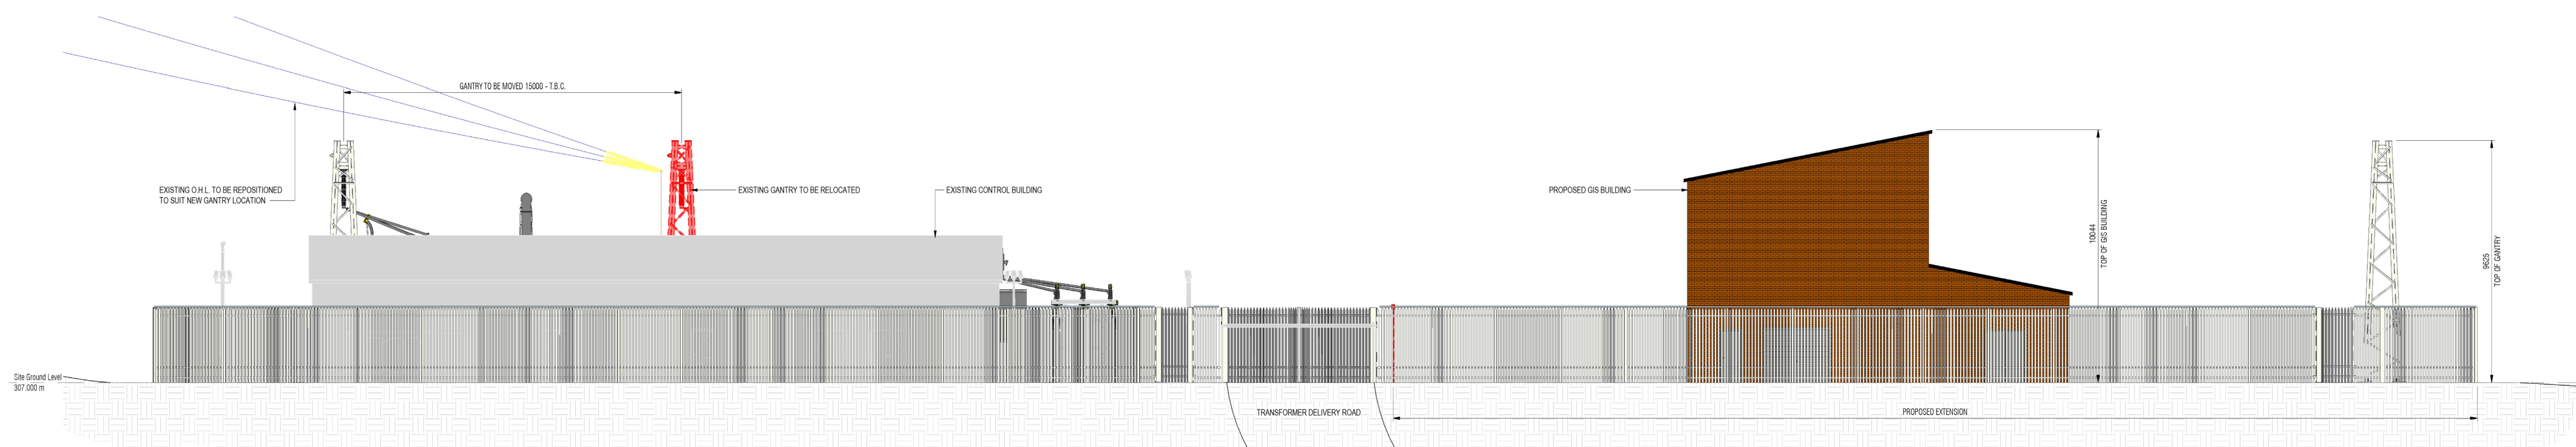 GANTRY TO BE MOVED 15000 - T.B.C.
EXISTING O.H.L. TO BE REPOSITIONED
TO SUIT NEW GANTRY LOCATION
EXISTING GANTRY TO BE RELOCATED
EXISTING CONTROL BUILDING
PROPOSED GIS BUILDING
10044
TOP OF GIS BUILDING
9625
TOP OF GANTRY
Site Ground Level
307.000 m
TRANSFORMER DELIVERY ROAD
PROPOSED EXTENSION